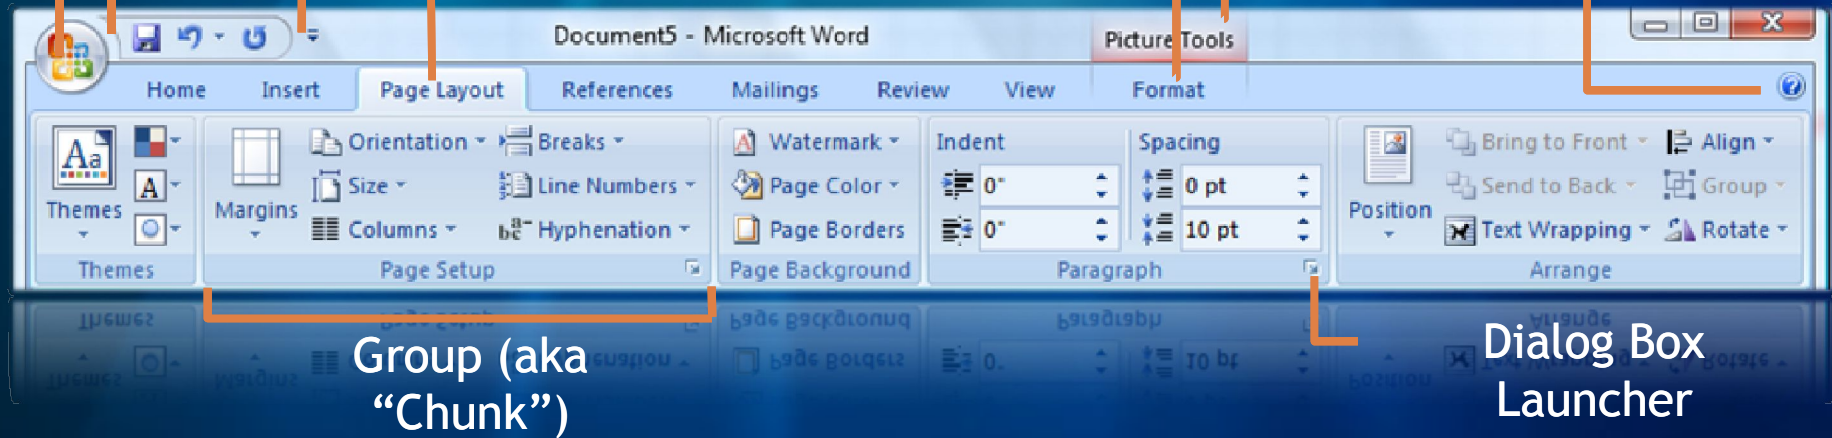 Document5 - Microsoft Word
Picture Tools
Home Insert Page Layout References Mailings Review View Format
Aa Orientation Breaks Watermark Indent Spacing Bring to Front Align
A Size Line Numbers Page Color 0" 0 pt Send to Back Group
Themes Margins Position
Columns Hyphenation Page Borders 0" 10 pt Text Wrapping Rotate
Themes Page Setup Page Background Paragraph Arrange
Group (aka
“Chunk”)
Dialog Box
Launcher